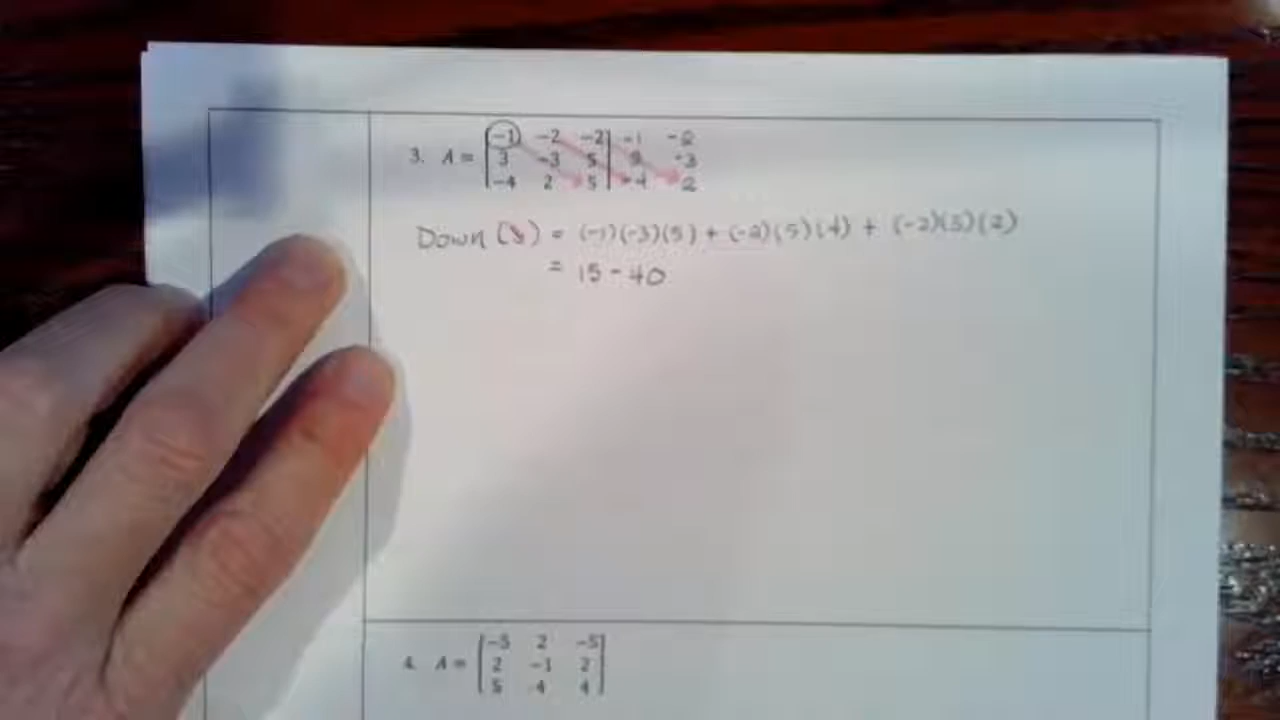 3. A = |-1 -2 -2| -1 -2
|3 -3 5| 3 -3
|-4 2 5| -4 2
Down (↘) = (-1)(-3)(5) + (-2)(5)(4) + (-2)(3)(2)
= 15 - 40
4. A = |-5 2 -5|
|2 -1 2|
|5 -4 4|